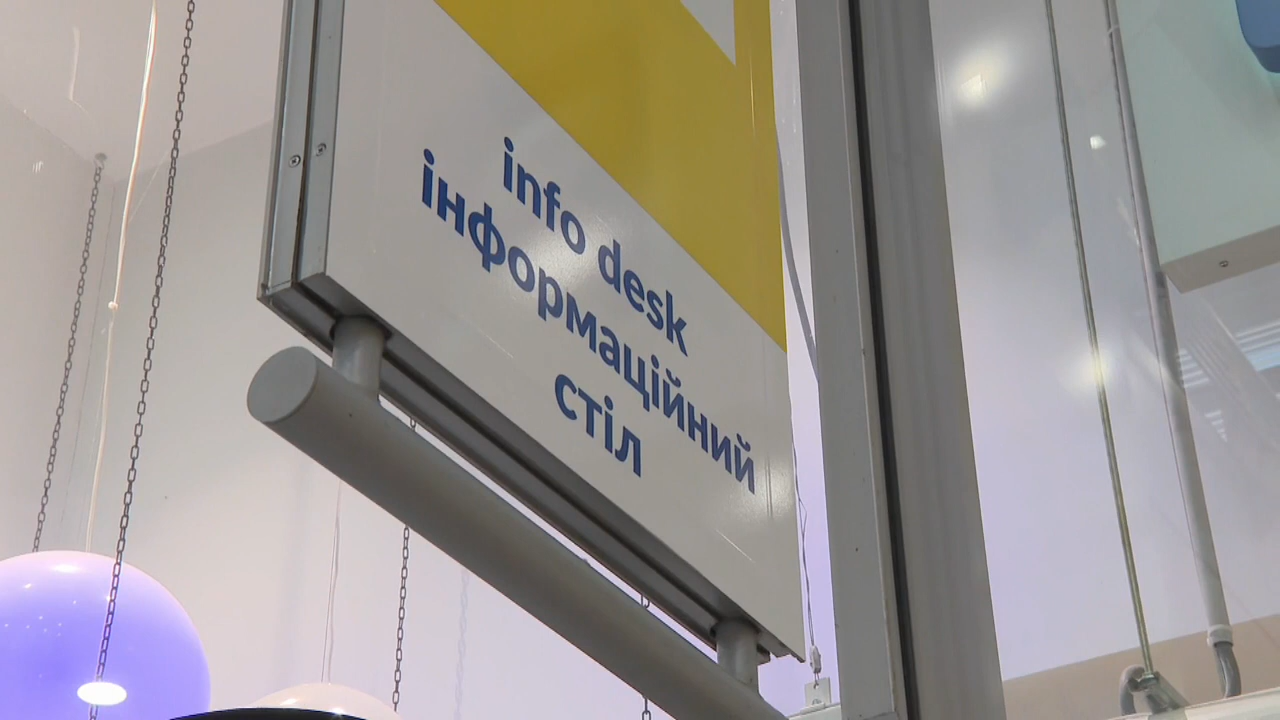 info desk
інформаційний
стіл